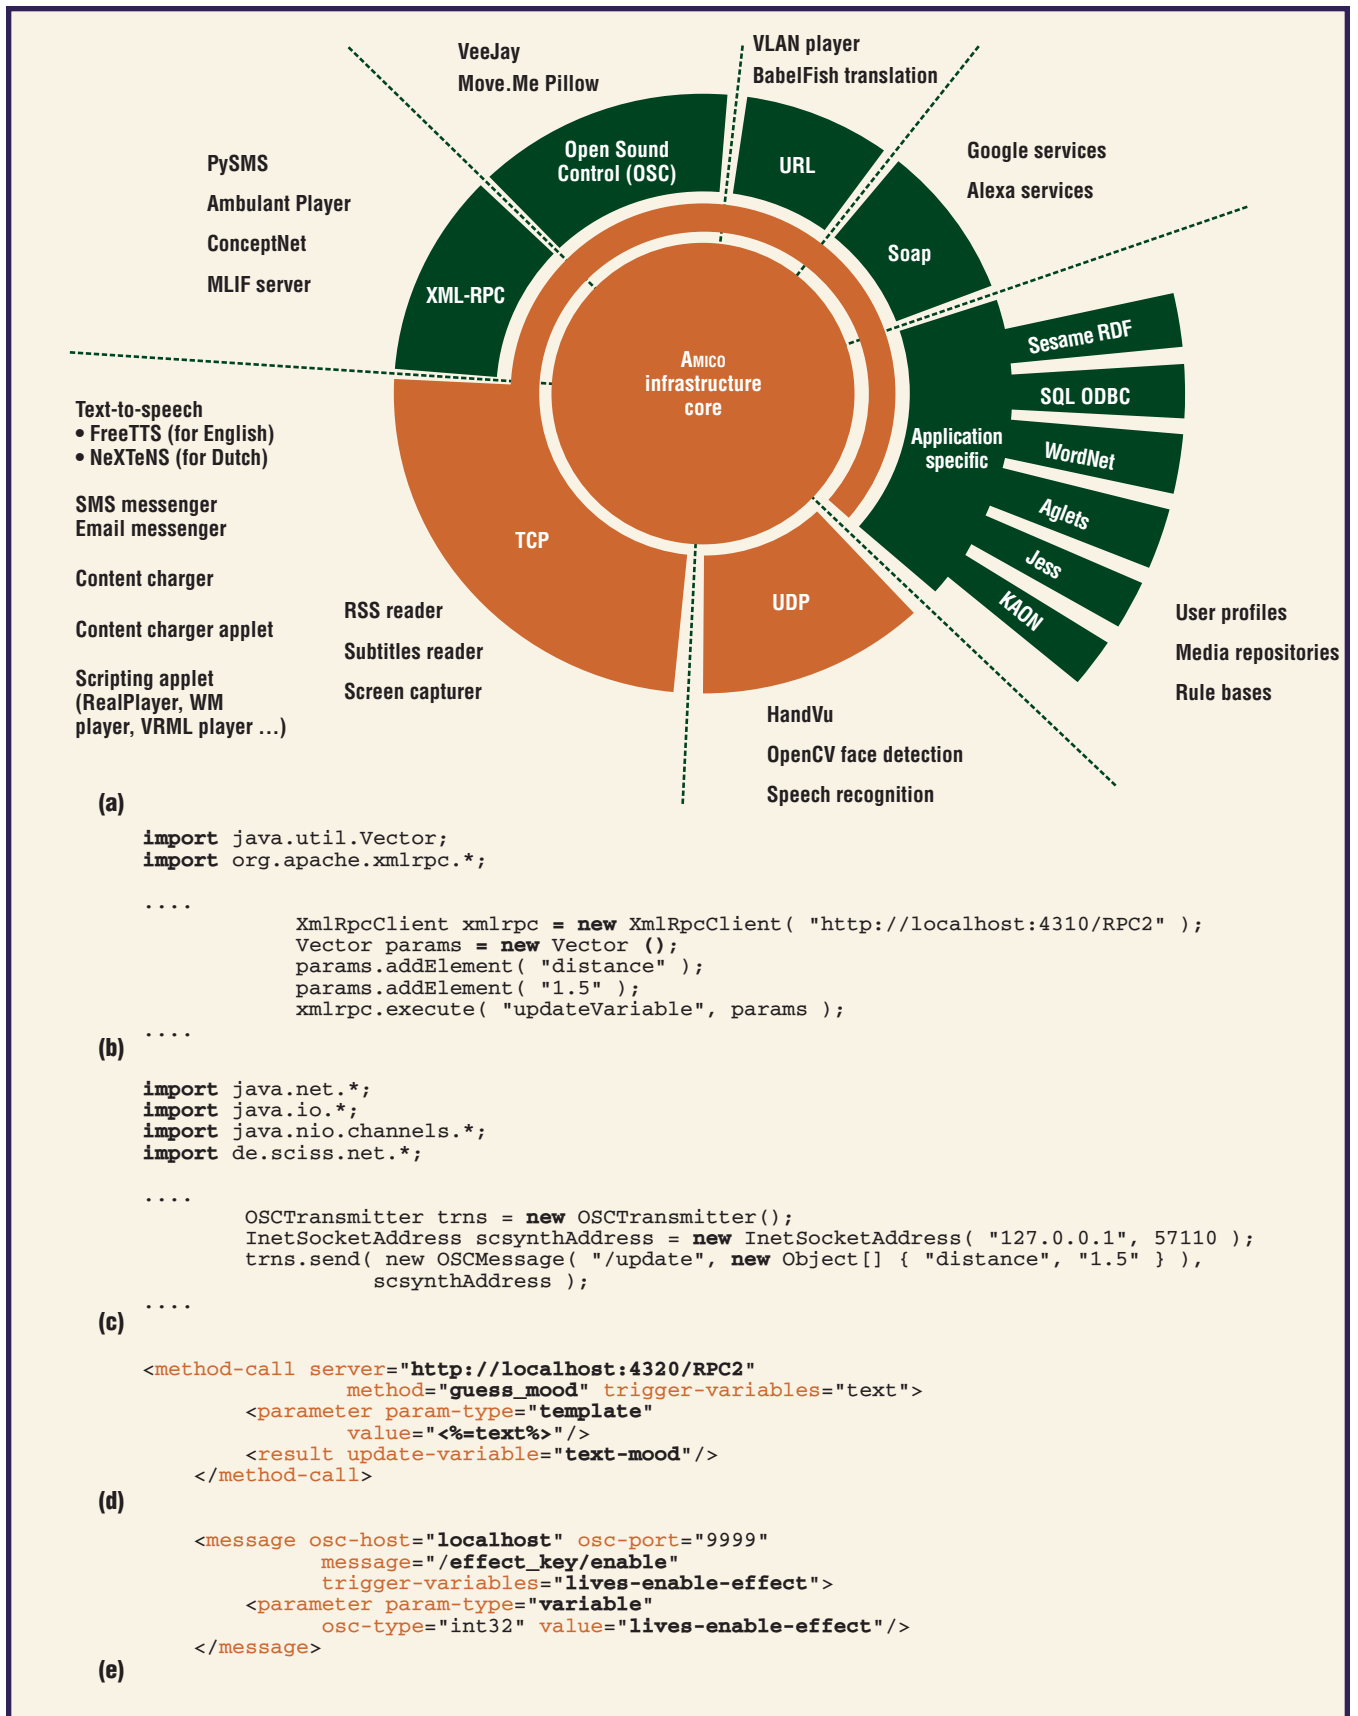 VeeJay
Move.Me Pillow
VLAN player
BabelFish translation
Google services
Alexa services
PySMS
Ambulant Player
ConceptNet
MLIF server
Open Sound
Control (OSC)
URL
Soap
XML-RPC
Amico
infrastructure
core
Sesame RDF
SQL ODBC
WordNet
Aglets
Jess
KAON
Application
specific
TCP
UDP
Text-to-speech
• FreeTTS (for English)
• NeXTeNS (for Dutch)
SMS messenger
Email messenger
Content charger
Content charger applet
Scripting applet
(RealPlayer, WM
player, VRML player …)
RSS reader
Subtitles reader
Screen capturer
HandVu
OpenCV face detection
Speech recognition
User profiles
Media repositories
Rule bases
(a)
import java.util.Vector;
import org.apache.xmlrpc.*;
....
XmlRpcClient xmlrpc = new XmlRpcClient( "http://localhost:4310/RPC2" );
Vector params = new Vector ();
params.addElement( "distance" );
params.addElement( "1.5" );
xmlrpc.execute( "updateVariable", params );
....
(b)
import java.net.*;
import java.io.*;
import java.nio.channels.*;
import de.sciss.net.*;
....
OSCTransmitter trns = new OSCTransmitter();
InetSocketAddress scsynthAddress = new InetSocketAddress( "127.0.0.1", 57110 );
trns.send( new OSCMessage( "/update", new Object[] { "distance", "1.5" } ),
scsynthAddress );
....
(c)
<method-call server="http://localhost:4320/RPC2"
method="guess_mood" trigger-variables="text">
<parameter param-type="template"
value="<%=text%>"/>
<result update-variable="text-mood"/>
</method-call>
(d)
<message osc-host="localhost" osc-port="9999"
message="/effect_key/enable"
trigger-variables="lives-enable-effect">
<parameter param-type="variable"
osc-type="int32" value="lives-enable-effect"/>
</message>
(e)